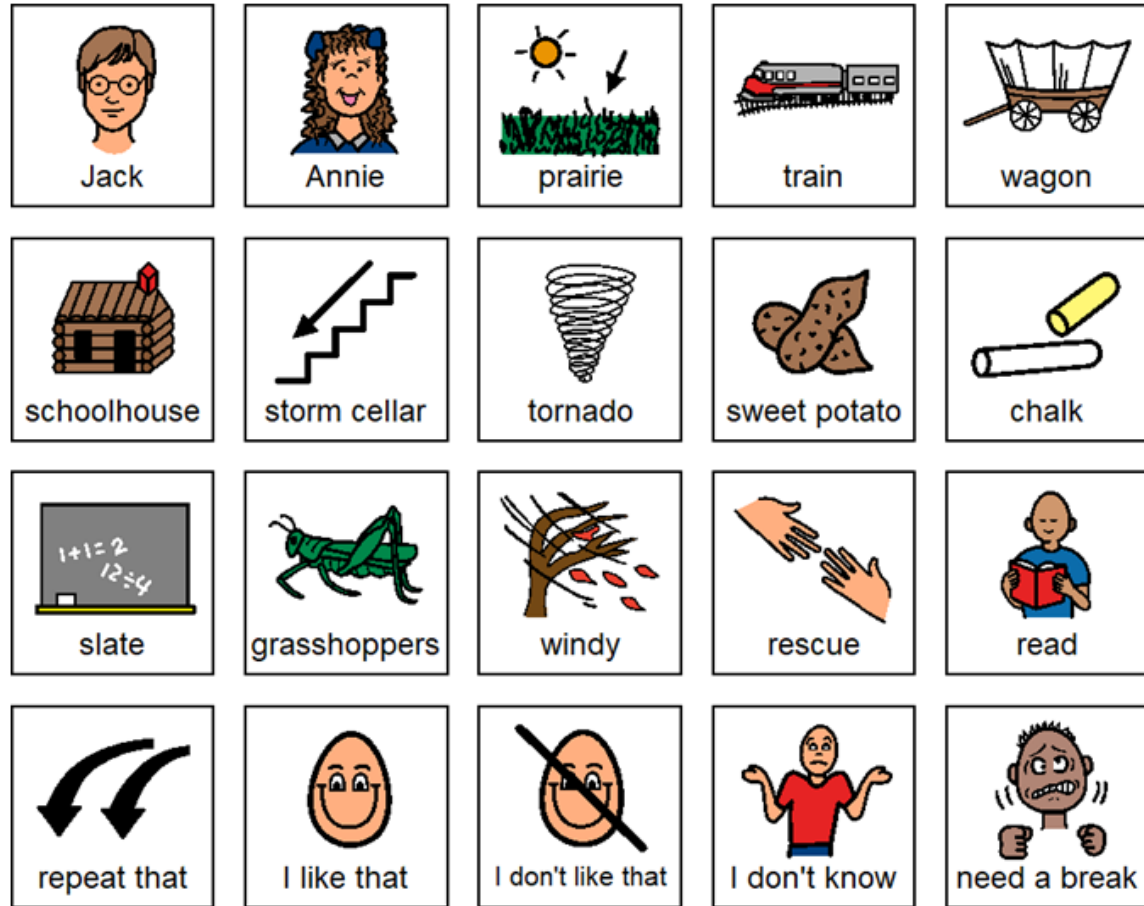 Jack
Annie
prairie
train
wagon
schoolhouse
storm cellar
tornado
sweet potato
chalk
1+1=2
12÷4
slate
grasshoppers
windy
rescue
read
repeat that
I like that
I don't like that
I don't know
need a break